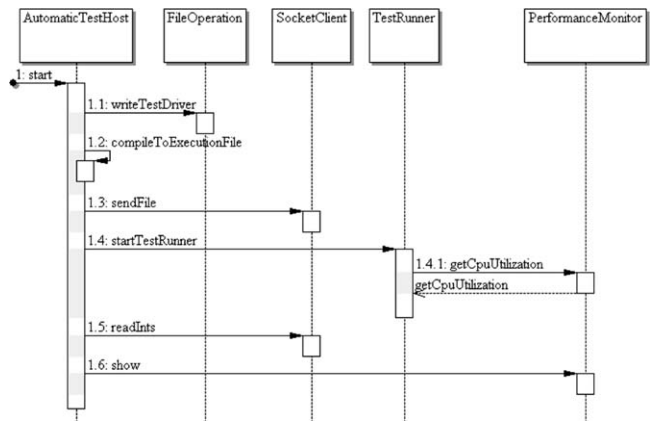 AutomaticTestHost
FileOperation
SocketClient
TestRunner
PerformanceMonitor
1: start
1.1: writeTestDriver
1.2: compileToExecutionFile
1.3: sendFile
1.4: startTestRunner
1.4.1: getCpuUtilization
getCpuUtilization
1.5: readInts
1.6: show